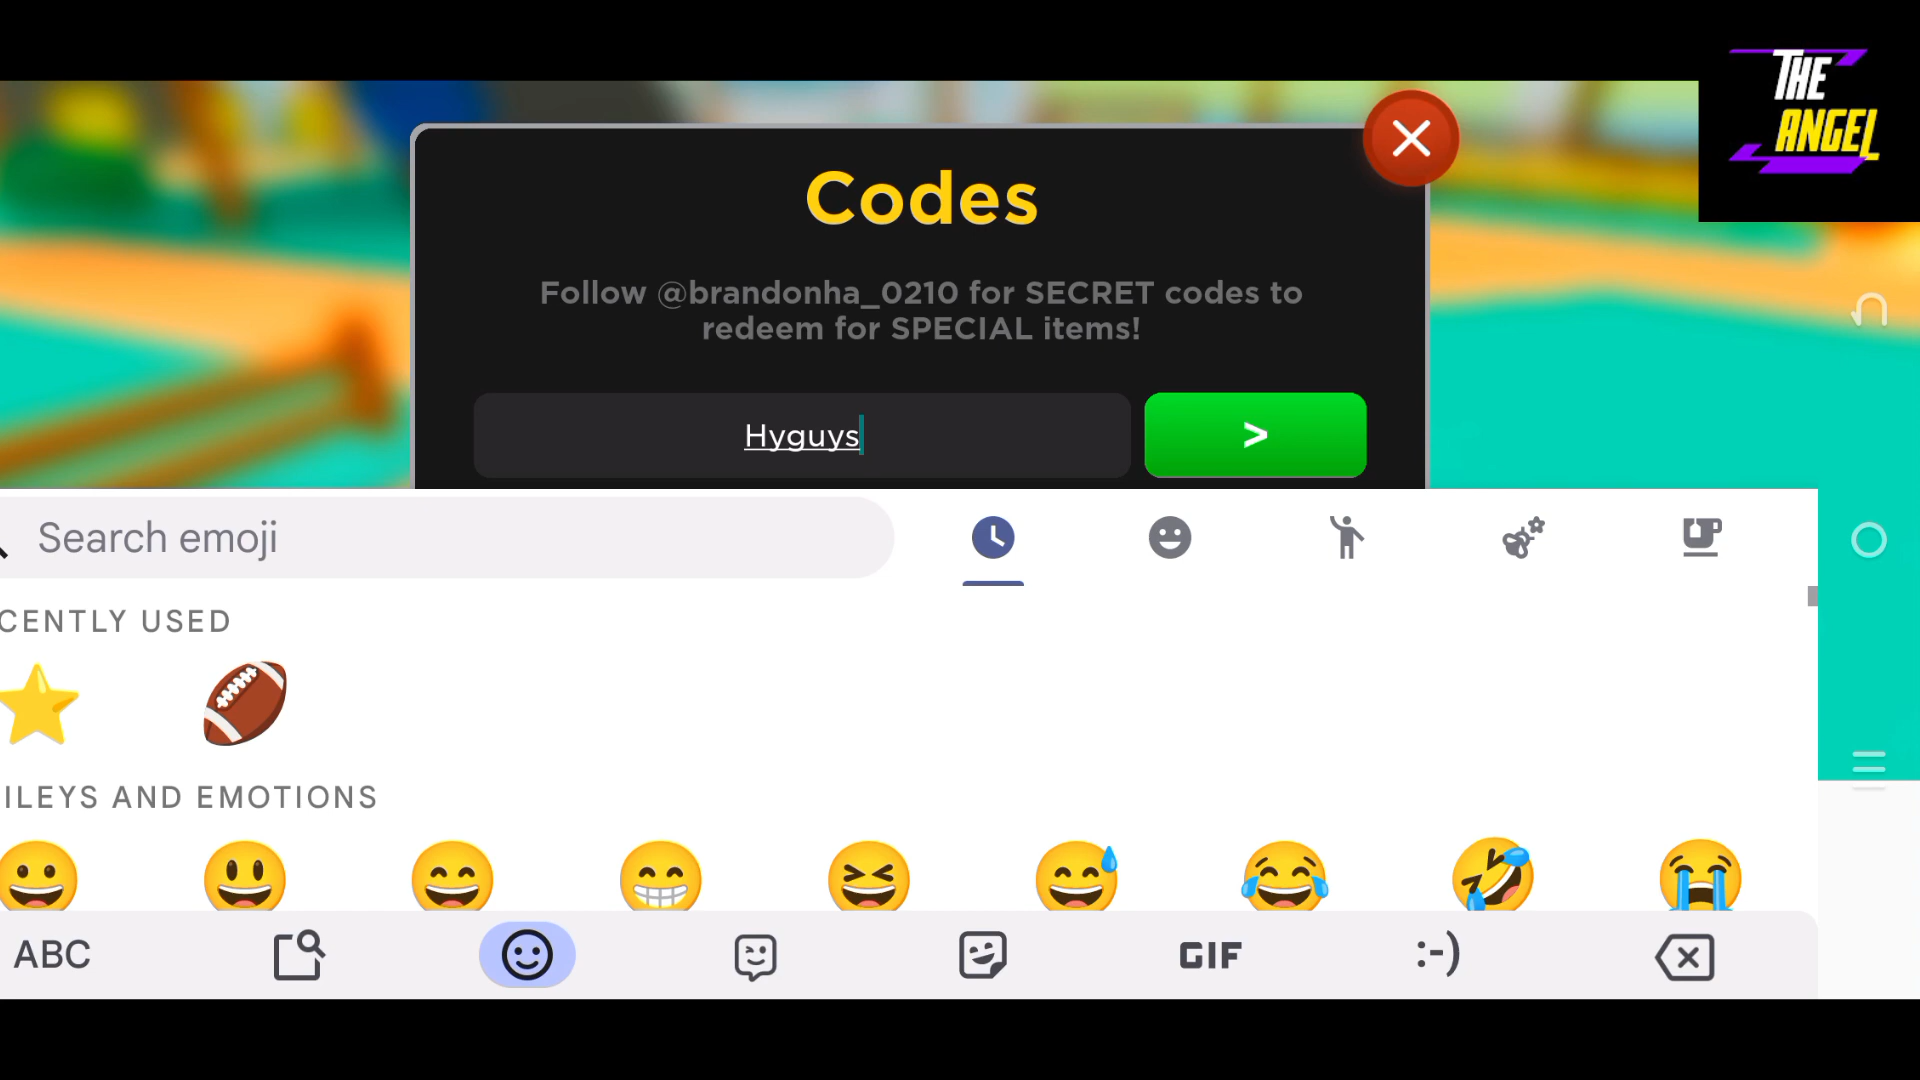 THE
ANGEL
Codes
Follow @brandonha_0210 for SECRET codes to
redeem for SPECIAL items!
Hyguys
>
Search emoji
CENTLY USED
ILEYS AND EMOTIONS
ABC
GIF
:-)